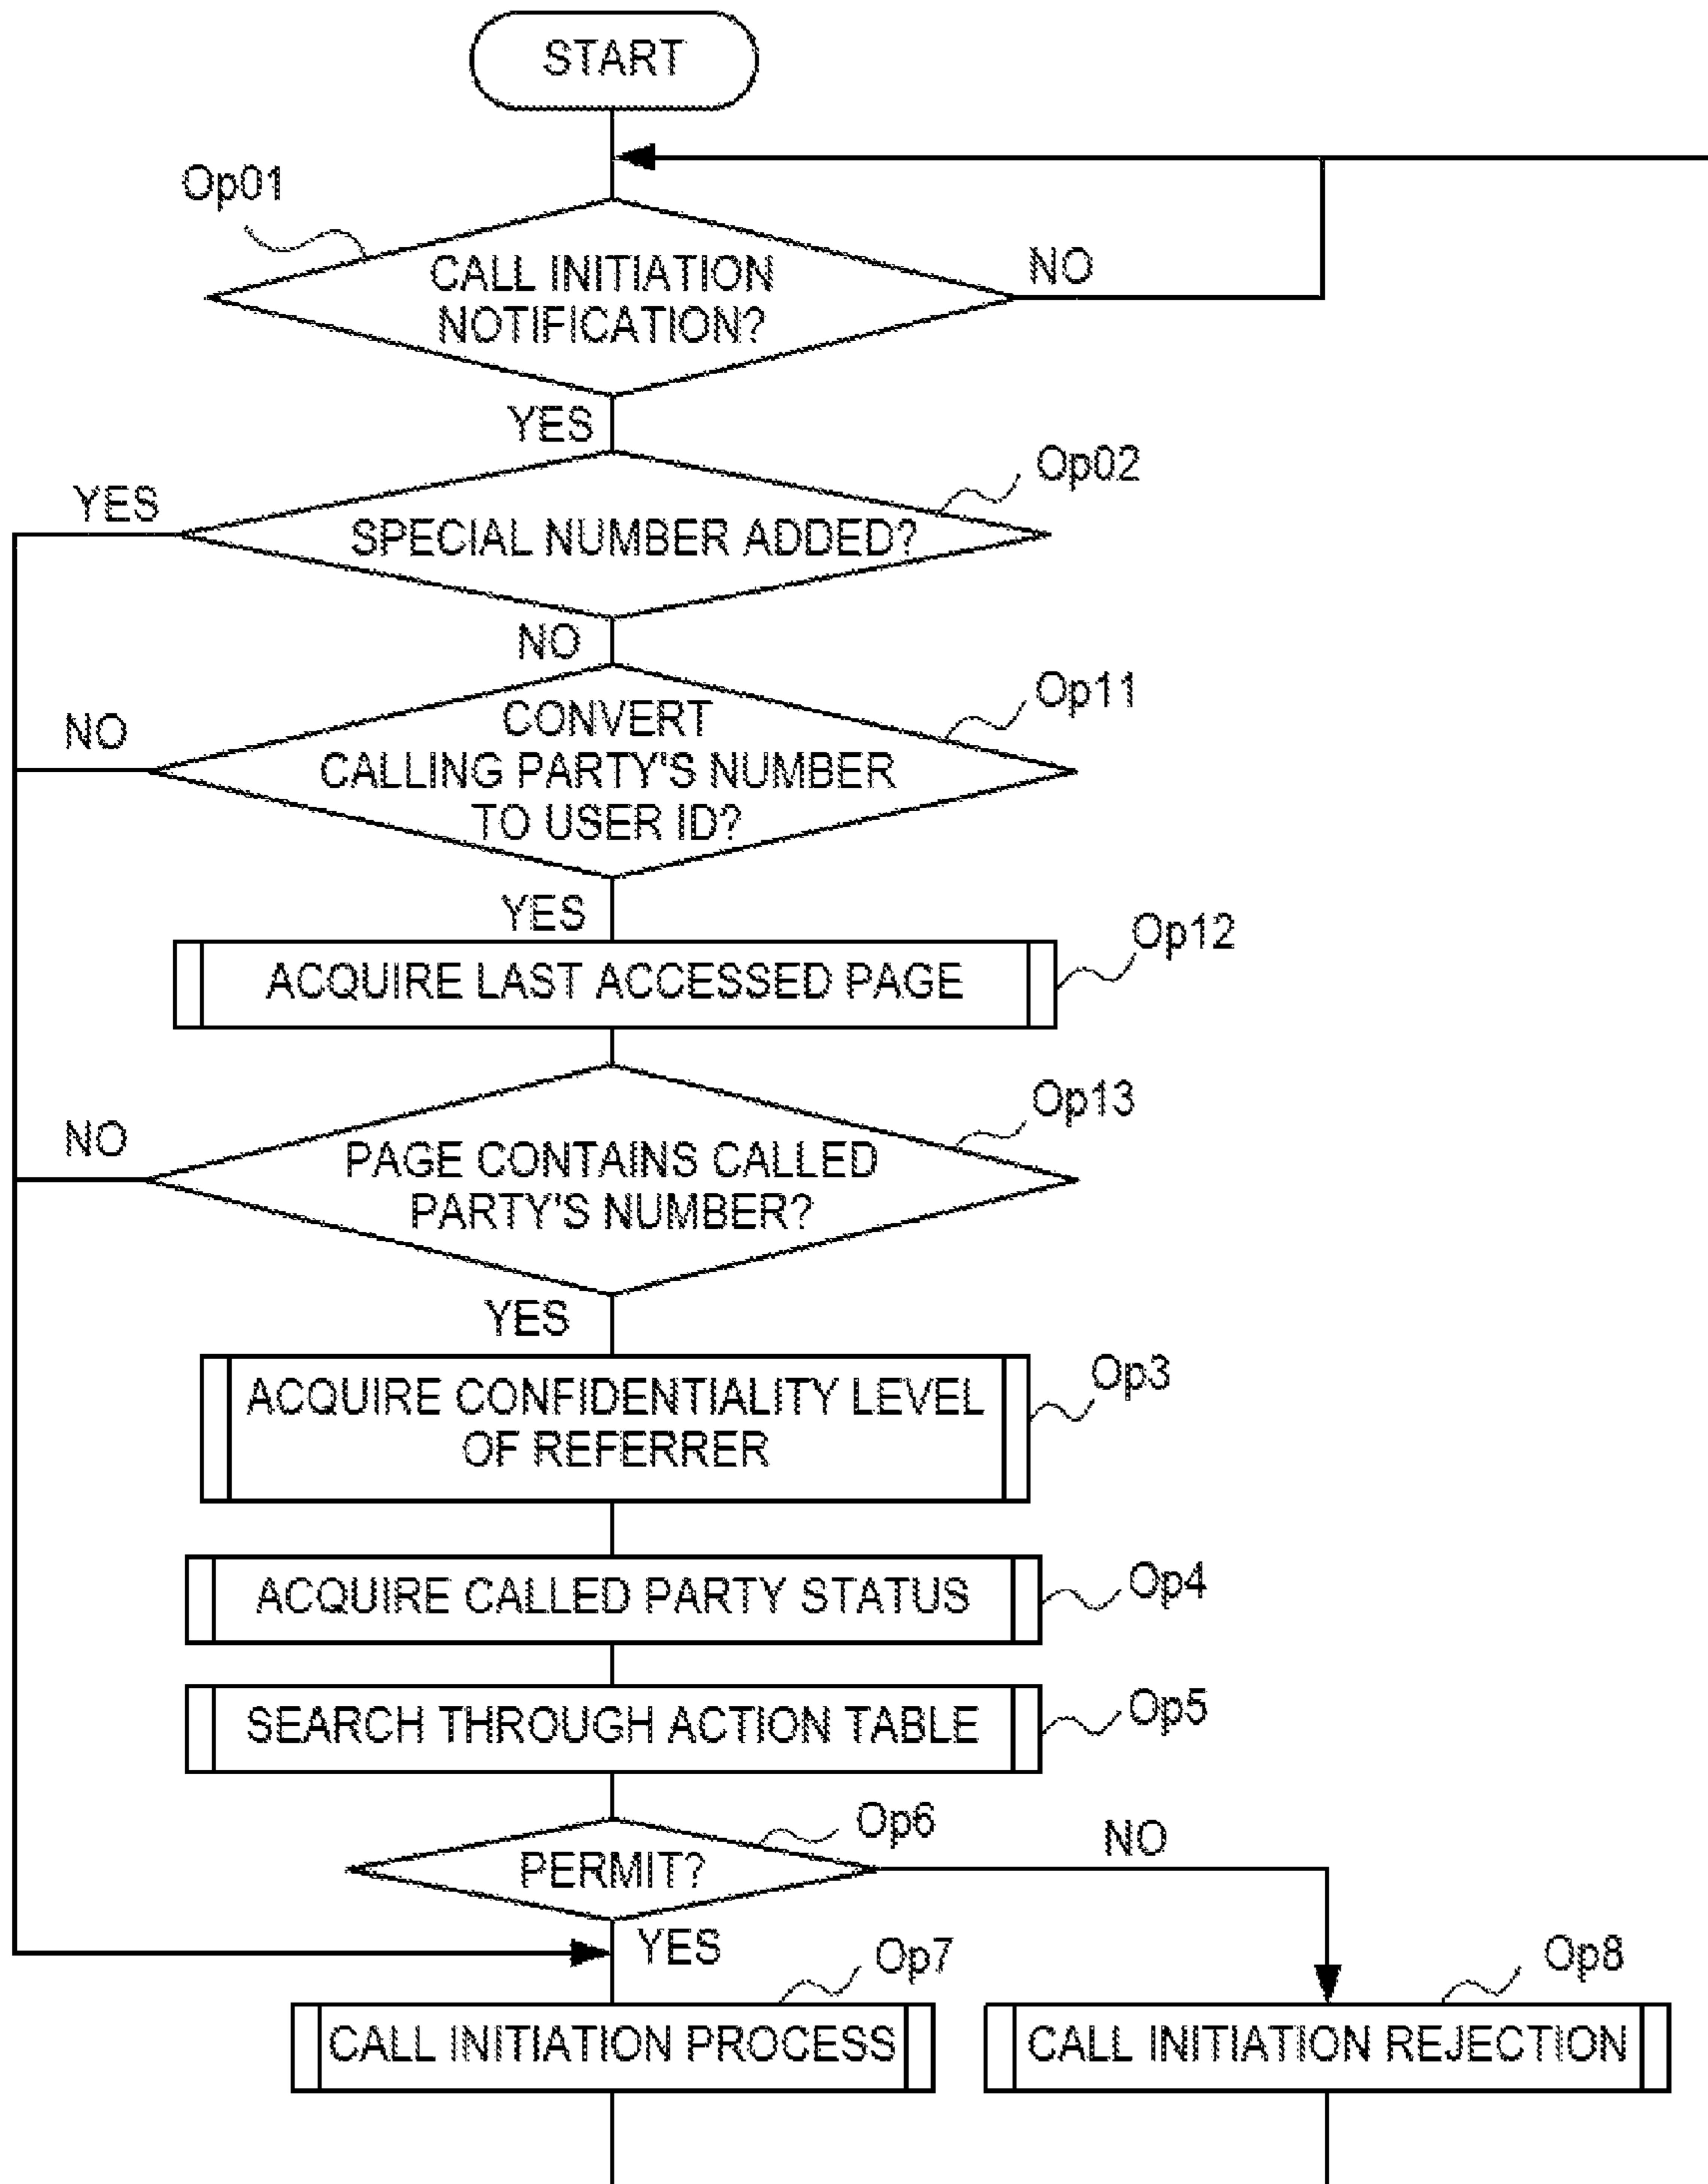 START
Op01
CALL INITIATION
NOTIFICATION?
NO
YES
Op02
YES
SPECIAL NUMBER ADDED?
NO
Op11
NO
CONVERT
CALLING PARTY'S NUMBER
TO USER ID?
YES
Op12
ACQUIRE LAST ACCESSED PAGE
Op13
NO
PAGE CONTAINS CALLED
PARTY'S NUMBER?
YES
Op3
ACQUIRE CONFIDENTIALITY LEVEL
OF REFERRER
Op4
ACQUIRE CALLED PARTY STATUS
Op5
SEARCH THROUGH ACTION TABLE
Op6
NO
PERMIT?
YES
Op7
Op8
CALL INITIATION PROCESS
CALL INITIATION REJECTION